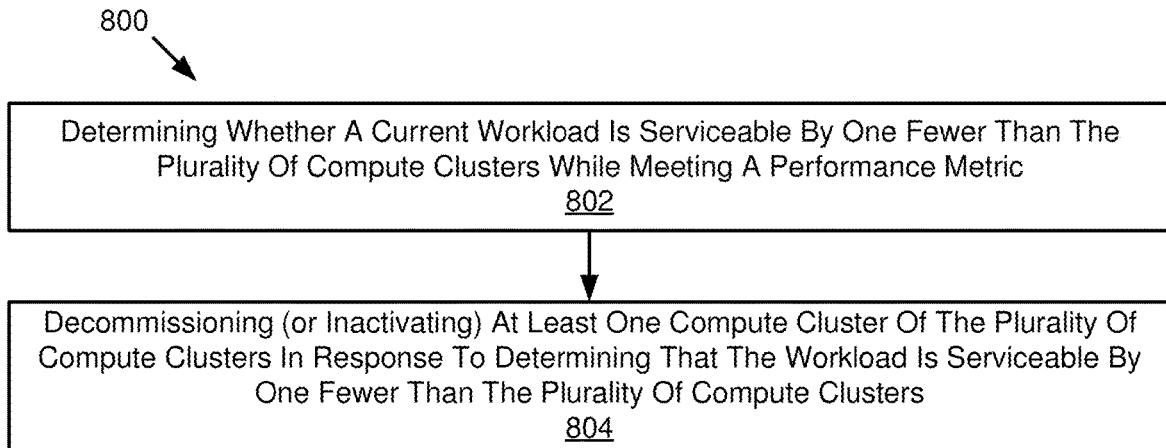 800
Determining Whether A Current Workload Is Serviceable By One Fewer Than The
Plurality Of Compute Clusters While Meeting A Performance Metric
802
Decommissioning (or Inactivating) At Least One Compute Cluster Of The Plurality Of
Compute Clusters In Response To Determining That The Workload Is Serviceable By
One Fewer Than The Plurality Of Compute Clusters
804